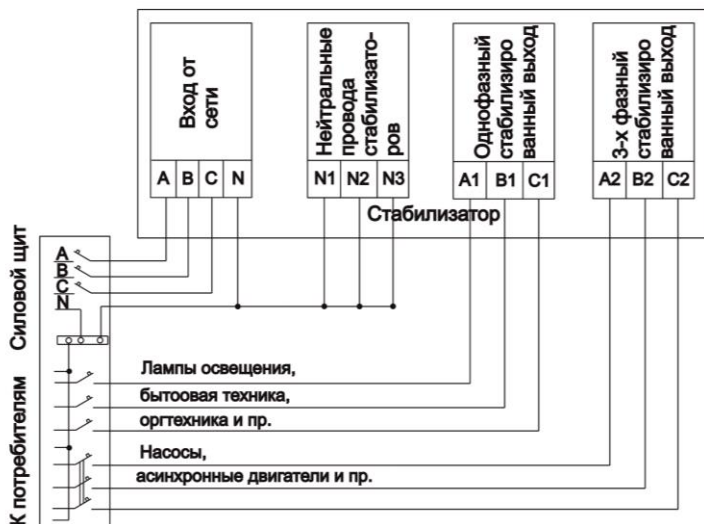 Вход от
сети
A B C N
Нейтральные
провода
стабилизато-
ров
N1 N2 N3
Однофазный
стабилизиро
ванный выход
A1 B1 C1
3-х фазный
стабилизиро
ванный выход
A2 B2 C2
Стабилизатор
Силовой щит
A
B
C
N
К потребителям
Лампы освещения,
бытоовая техника,
оргтехника и пр.
Насосы,
асинхронные двигатели и пр.